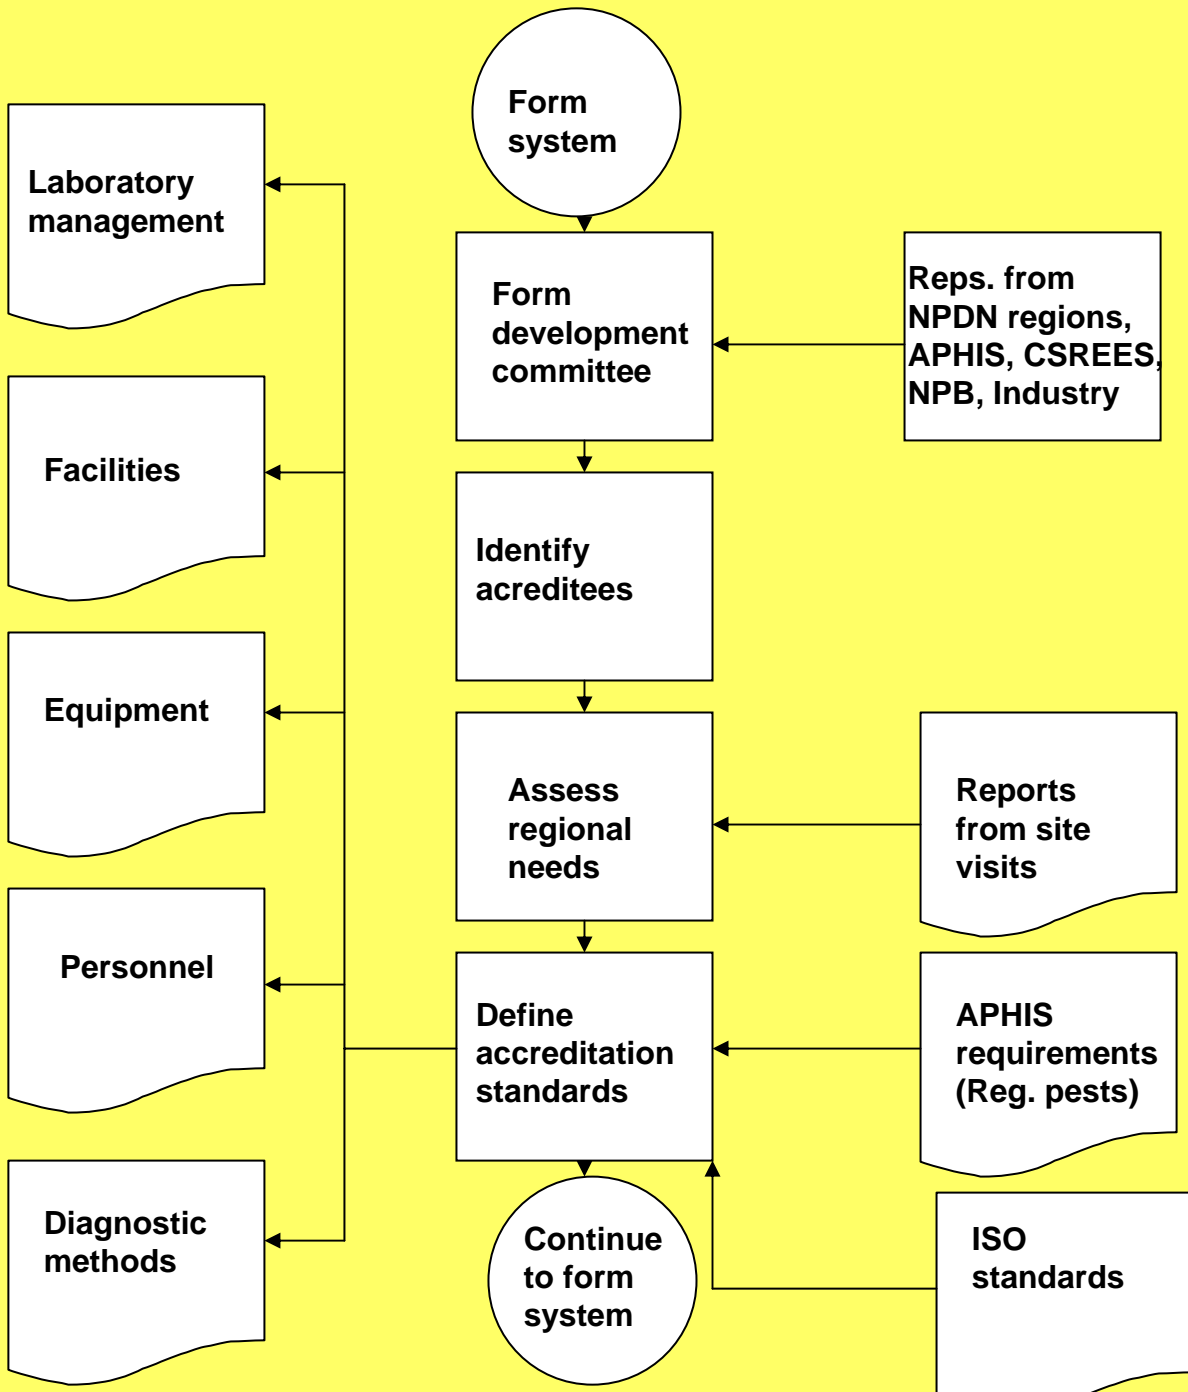 Form
system
Laboratory
management
Form
development
committee
Reps. from
NPDN regions,
APHIS, CSREES,
NPB, Industry
Facilities
Identify
acreditees
Equipment
Assess
regional
needs
Reports
from site
visits
Personnel
Define
accreditation
standards
APHIS
requirements
(Reg. pests)
Diagnostic
methods
Continue
to form
system
ISO
standards